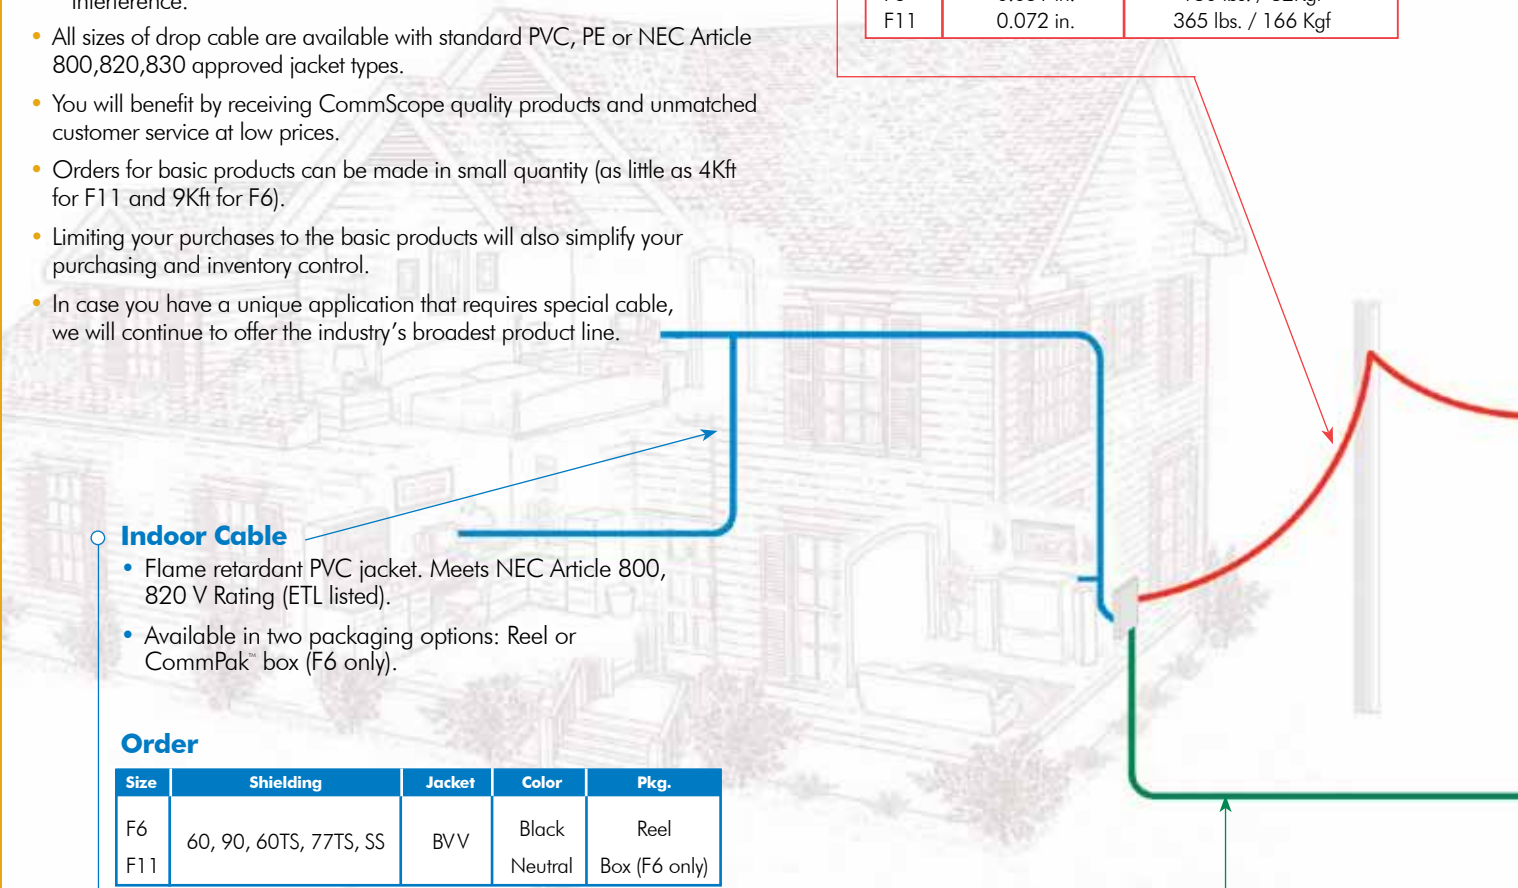 interference.
• All sizes of drop cable are available with standard PVC, PE or NEC Article
800,820,830 approved jacket types.
• You will benefit by receiving CommScope quality products and unmatched
customer service at low prices.
• Orders for basic products can be made in small quantity (as little as 4Kft
for F11 and 9Kft for F6).
• Limiting your purchases to the basic products will also simplify your
purchasing and inventory control.
• In case you have a unique application that requires special cable,
we will continue to offer the industry's broadest product line.
F11 0.072 in. 365 lbs. / 166 Kgf
Indoor Cable
• Flame retardant PVC jacket. Meets NEC Article 800,
820 V Rating (ETL listed).
• Available in two packaging options: Reel or
CommPak™ box (F6 only).
Order
Size Shielding Jacket Color Pkg.
F6 60, 90, 60TS, 77TS, SS BVV Black Reel
F11 Neutral Box (F6 only)